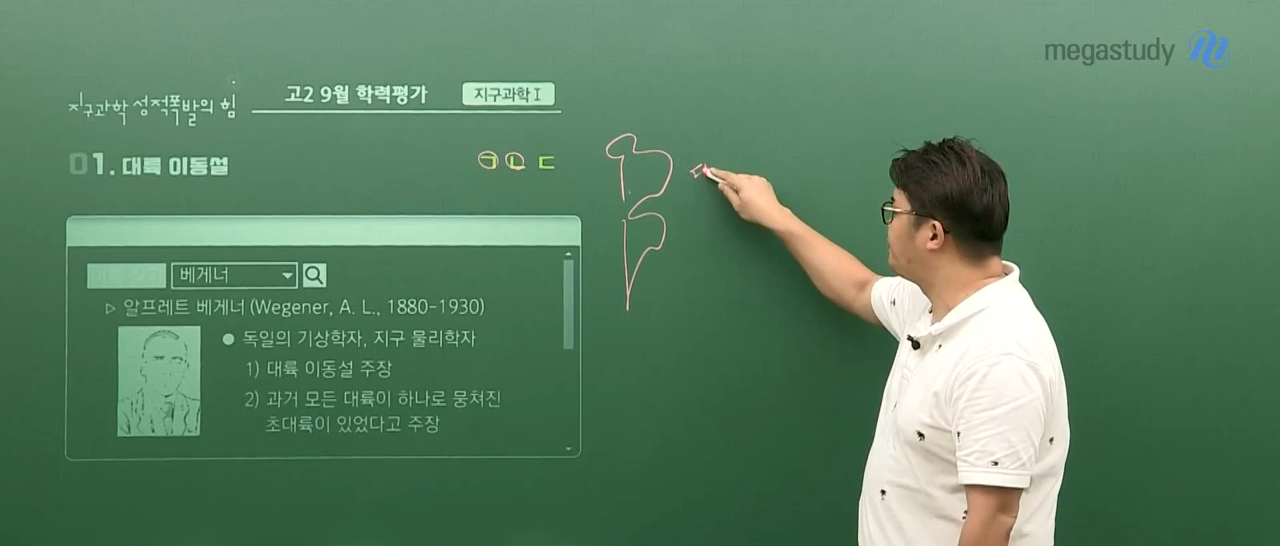 megastudy
지구과학 성적폭발의 힘
고2 9월 학력평가
지구과학 I
01. 대륙 이동설
ㄱ ㄴ ㄷ
베게너
▷ 알프레트 베게너 (Wegener, A. L., 1880-1930)
● 독일의 기상학자, 지구 물리학자
1) 대륙 이동설 주장
2) 과거 모든 대륙이 하나로 뭉쳐진
초대륙이 있었다고 주장